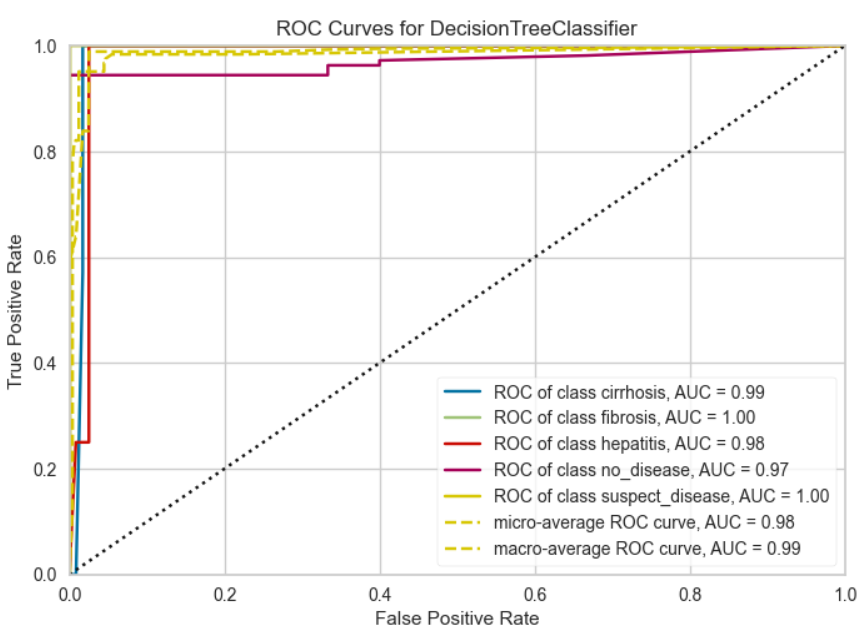 ROC Curves for DecisionTreeClassifier
1.0
0.8
0.6
0.4
0.2
0.0
True Positive Rate
ROC of class cirrhosis, AUC = 0.99
ROC of class fibrosis, AUC = 1.00
ROC of class hepatitis, AUC = 0.98
ROC of class no_disease, AUC = 0.97
ROC of class suspect_disease, AUC = 1.00
micro-average ROC curve, AUC = 0.98
macro-average ROC curve, AUC = 0.99
0.0 0.2 0.4 0.6 0.8 1.0
False Positive Rate